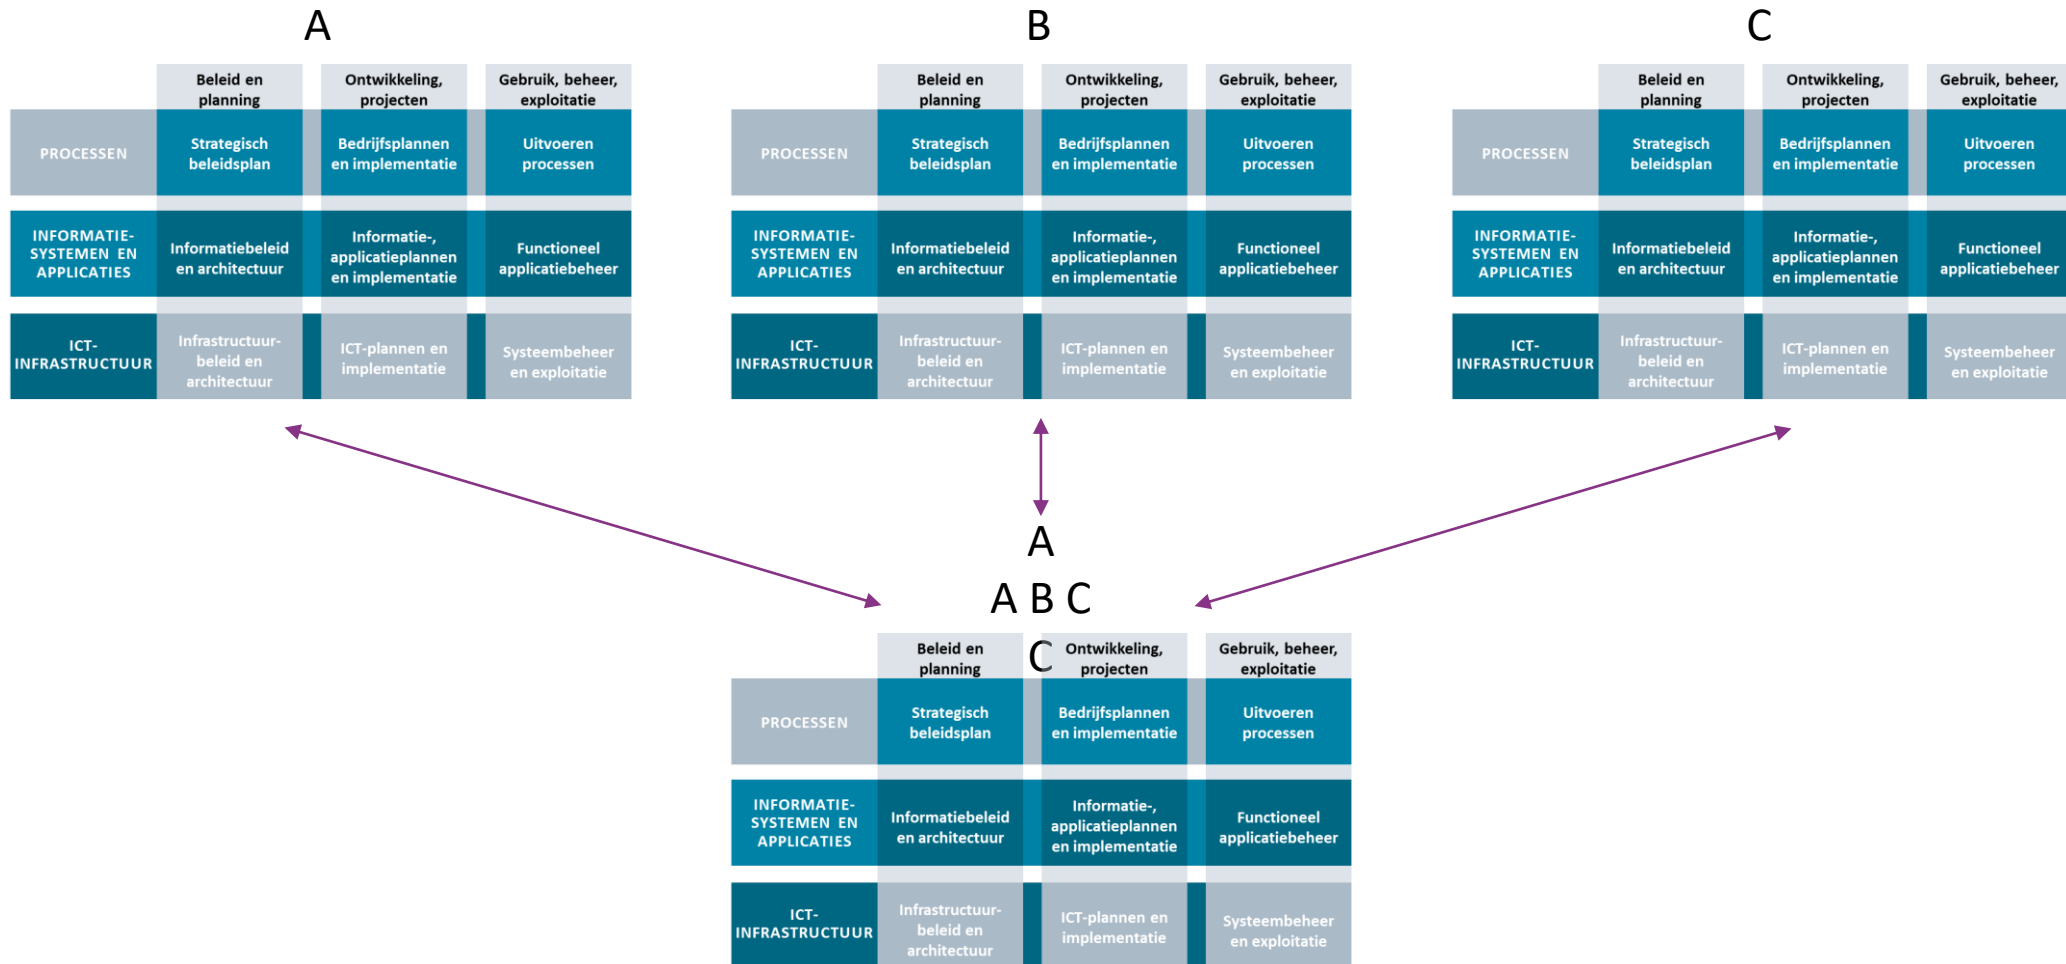 A
Beleid en
planning
Ontwikkeling,
projecten
Gebruik, beheer,
exploitatie
PROCESSEN
Strategisch
beleidsplan
Bedrijfsplannen
en implementatie
Uitvoeren
processen
INFORMATIE-
SYSTEMEN EN
APPLICATIES
Informatiebeleid
en architectuur
Informatie-,
applicatieplannen
en implementatie
Functioneel
applicatiebeheer
ICT-
INFRASTRUCTUUR
Infrastructuur-
beleid en
architectuur
ICT-plannen en
implementatie
Systeembeheer
en exploitatie
B
Beleid en
planning
Ontwikkeling,
projecten
Gebruik, beheer,
exploitatie
PROCESSEN
Strategisch
beleidsplan
Bedrijfsplannen
en implementatie
Uitvoeren
processen
INFORMATIE-
SYSTEMEN EN
APPLICATIES
Informatiebeleid
en architectuur
Informatie-,
applicatieplannen
en implementatie
Functioneel
applicatiebeheer
ICT-
INFRASTRUCTUUR
Infrastructuur-
beleid en
architectuur
ICT-plannen en
implementatie
Systeembeheer
en exploitatie
C
Beleid en
planning
Ontwikkeling,
projecten
Gebruik, beheer,
exploitatie
PROCESSEN
Strategisch
beleidsplan
Bedrijfsplannen
en implementatie
Uitvoeren
processen
INFORMATIE-
SYSTEMEN EN
APPLICATIES
Informatiebeleid
en architectuur
Informatie-,
applicatieplannen
en implementatie
Functioneel
applicatiebeheer
ICT-
INFRASTRUCTUUR
Infrastructuur-
beleid en
architectuur
ICT-plannen en
implementatie
Systeembeheer
en exploitatie
A
A B C
C
Beleid en
planning
Ontwikkeling,
projecten
Gebruik, beheer,
exploitatie
PROCESSEN
Strategisch
beleidsplan
Bedrijfsplannen
en implementatie
Uitvoeren
processen
INFORMATIE-
SYSTEMEN EN
APPLICATIES
Informatiebeleid
en architectuur
Informatie-,
applicatieplannen
en implementatie
Functioneel
applicatiebeheer
ICT-
INFRASTRUCTUUR
Infrastructuur-
beleid en
architectuur
ICT-plannen en
implementatie
Systeembeheer
en exploitatie